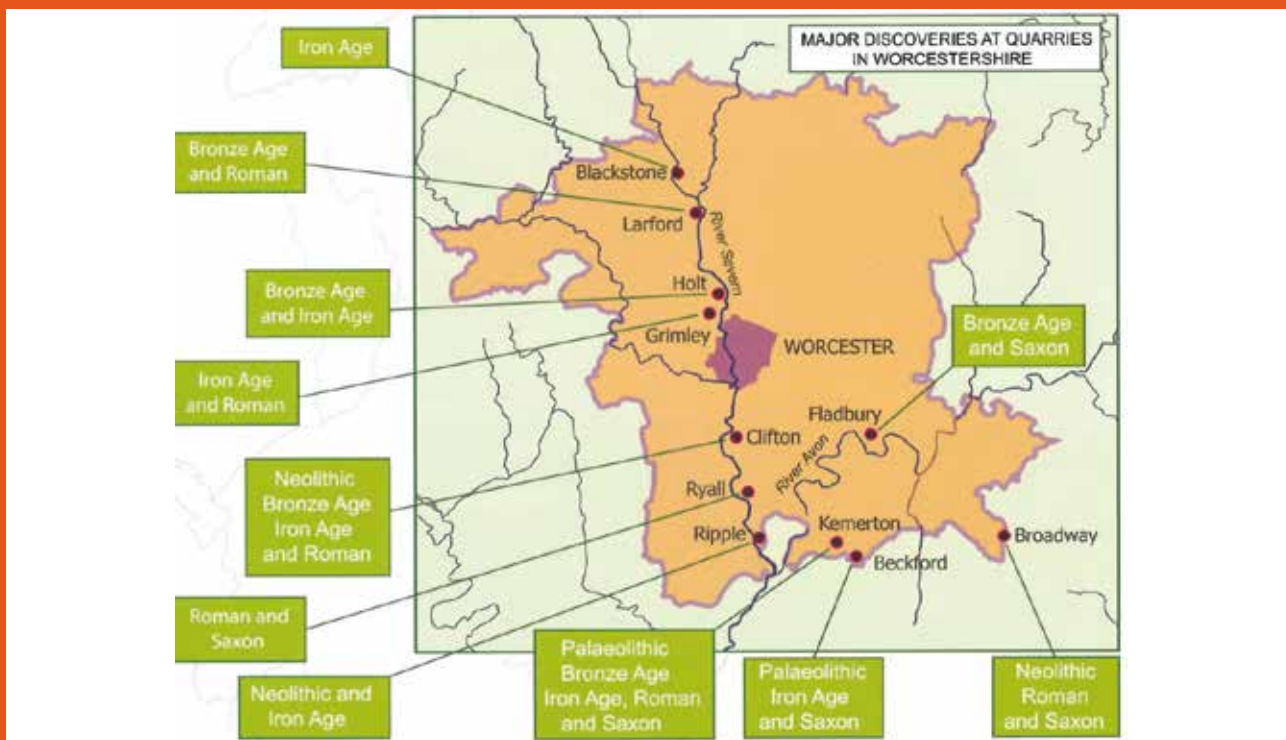 MAJOR DISCOVERIES AT QUARRIES
IN WORCESTERSHIRE
Iron Age
Bronze Age
and Roman
Blackstone
Larford
River Severn
Bronze Age
and Iron Age
Holt
Grimley
WORCESTER
Bronze Age
and Saxon
Iron Age
and Roman
Fladbury
Clifton
River Avon
Neolithic
Bronze Age
Iron Age
and Roman
Ryall
Ripple
Kemerton
Broadway
Beckford
Roman and
Saxon
Neolithic and
Iron Age
Palaeolithic
Bronze Age
Iron Age, Roman
and Saxon
Palaeolithic
Iron Age
and Saxon
Neolithic
Roman
and Saxon